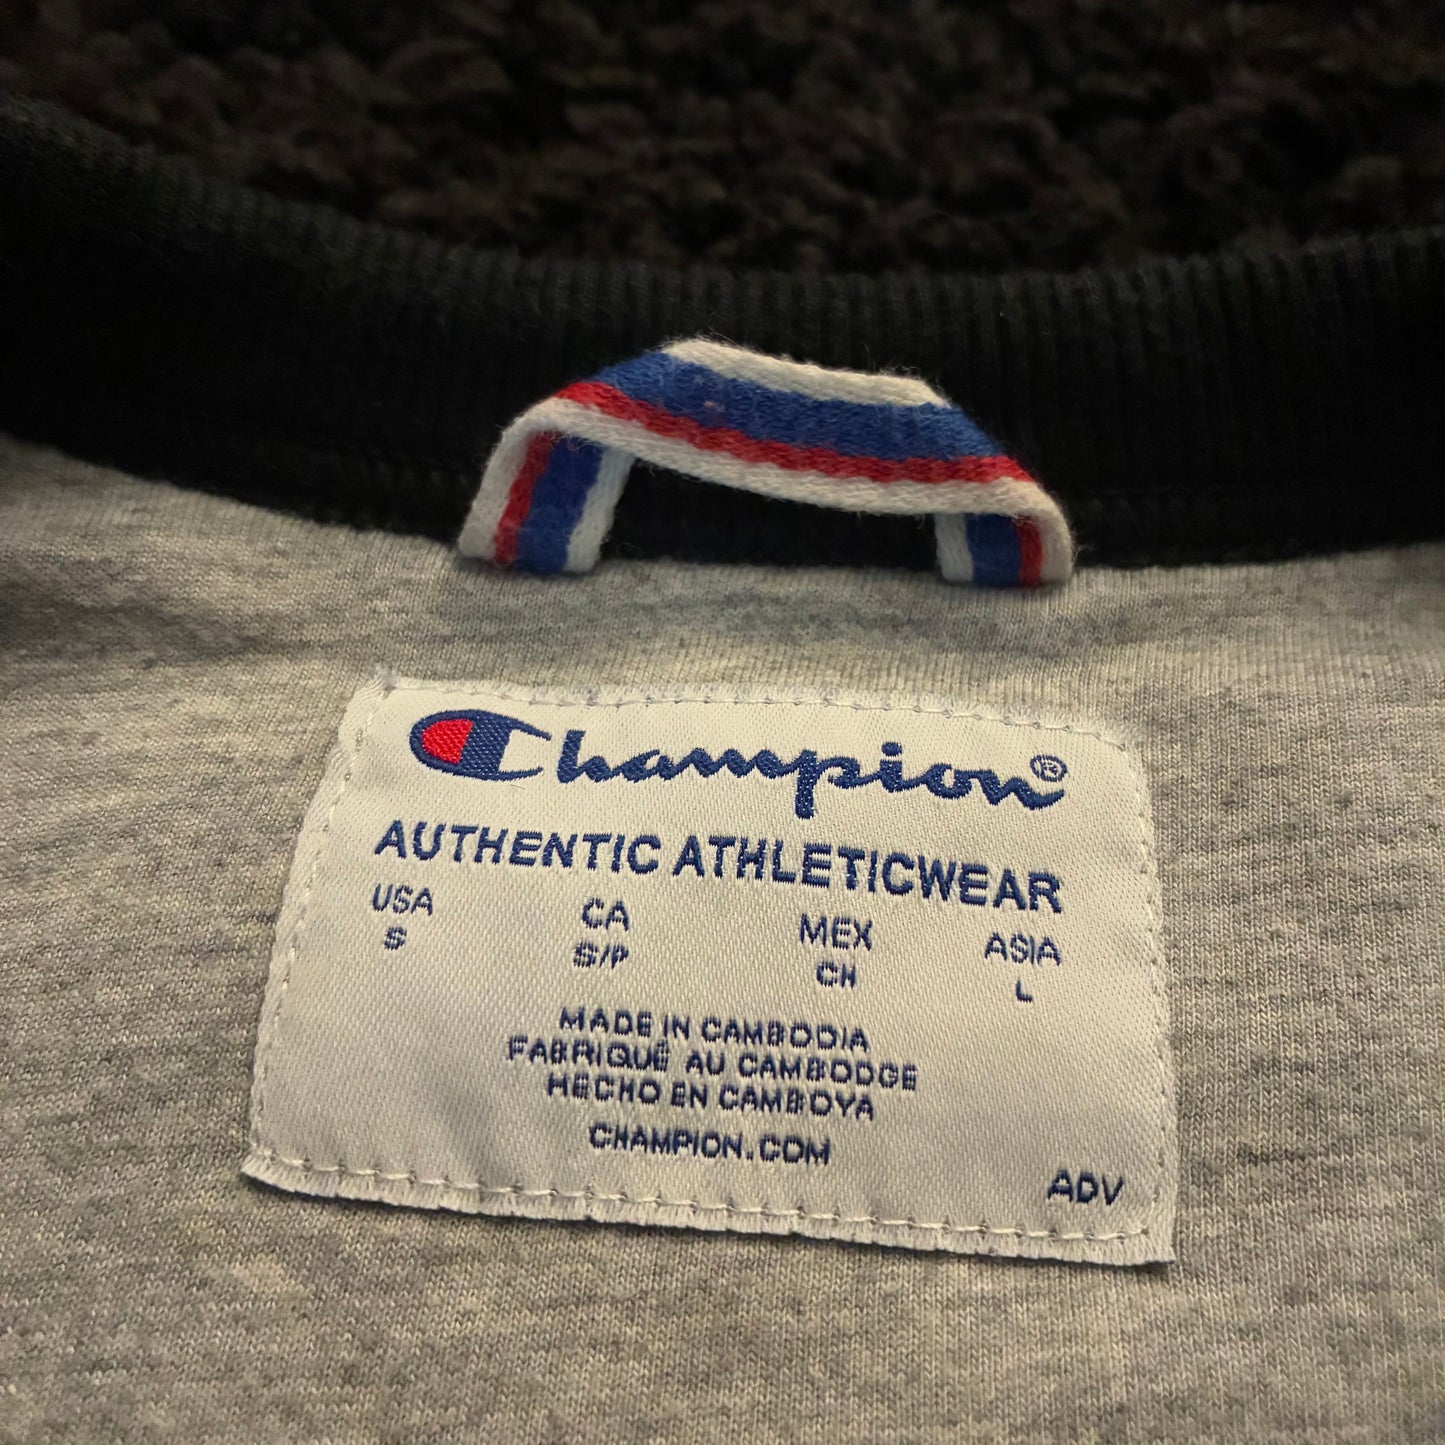 Champion®
AUTHENTIC ATHLETICWEAR
USA CA MEX ASIA
S S/P CH L
MADE IN CAMBODIA
FABRIQUÉ AU CAMBODGE
HECHO EN CAMBOYA
CHAMPION.COM
ADV